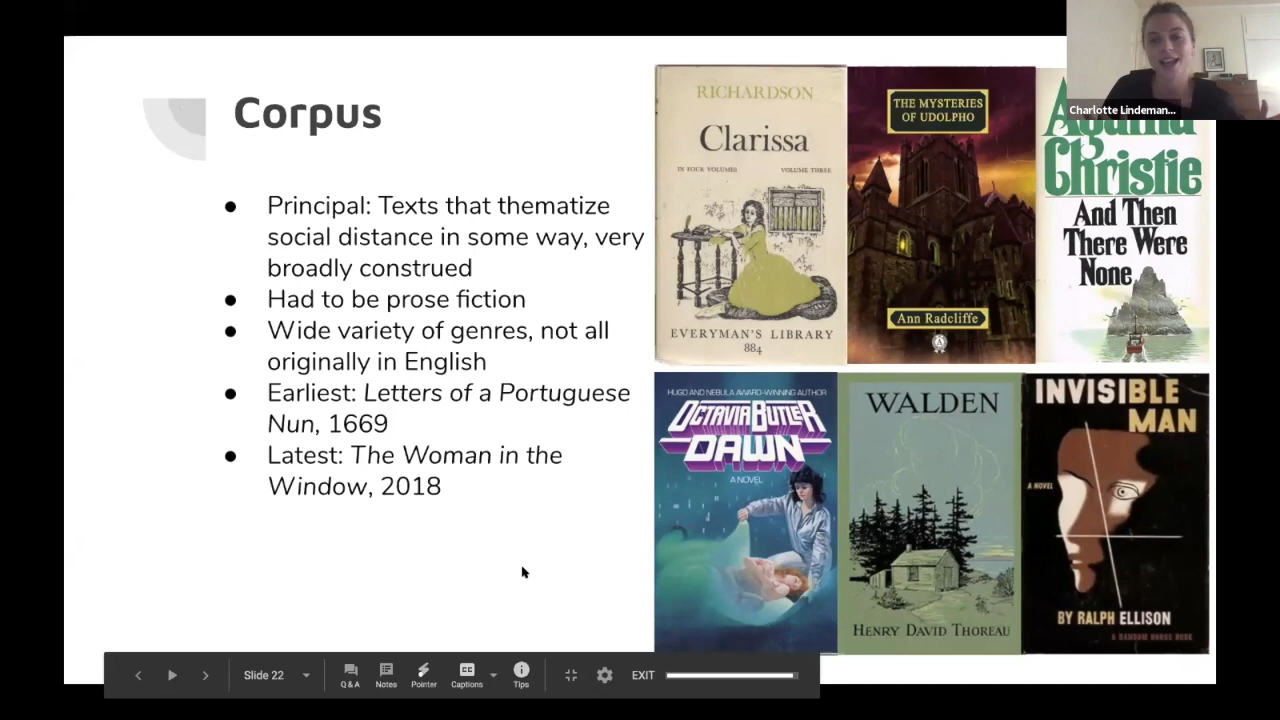 Corpus
● Principal: Texts that thematize
social distance in some way, very
broadly construed
● Had to be prose fiction
● Wide variety of genres, not all
originally in English
● Earliest: Letters of a Portuguese
Nun, 1669
● Latest: The Woman in the
Window, 2018
RICHARDSON
Clarissa
IN FOUR VOLUMES VOLUME THREE
EVERYMAN'S LIBRARY
884
THE MYSTERIES
OF UDOLPHO
Ann Radcliffe
Charlotte Lindeman...
Agatha
Christie
And Then
There Were
None
HUGO AND NEBULA AWARD-WINNING AUTHOR
OCTAVIA BUTLER
DAWN
A NOVEL
WALDEN
HENRY DAVID THOREAU
INVISIBLE
MAN
A NOVEL
BY RALPH ELLISON
A RANDOM HOUSE BOOK
Slide 22
Q & A
Notes
Pointer
CC
Captions
Tips
EXIT